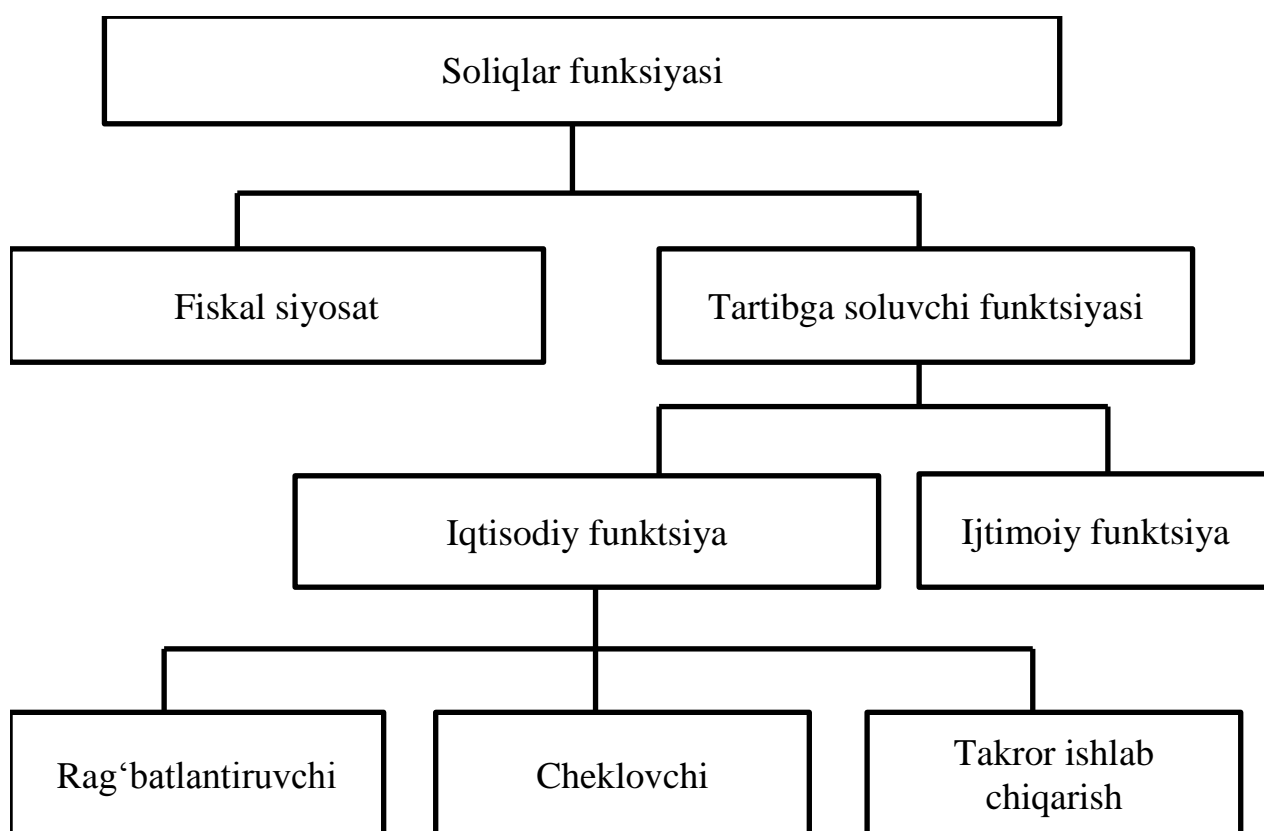 Soliqlar funksiyasi
Fiskal siyosat
Tartibga soluvchi funktsiyasi
Iqtisodiy funktsiya
Ijtimoiy funktsiya
Rag‘batlantiruvchi
Cheklovchi
Takror ishlab
chiqarish